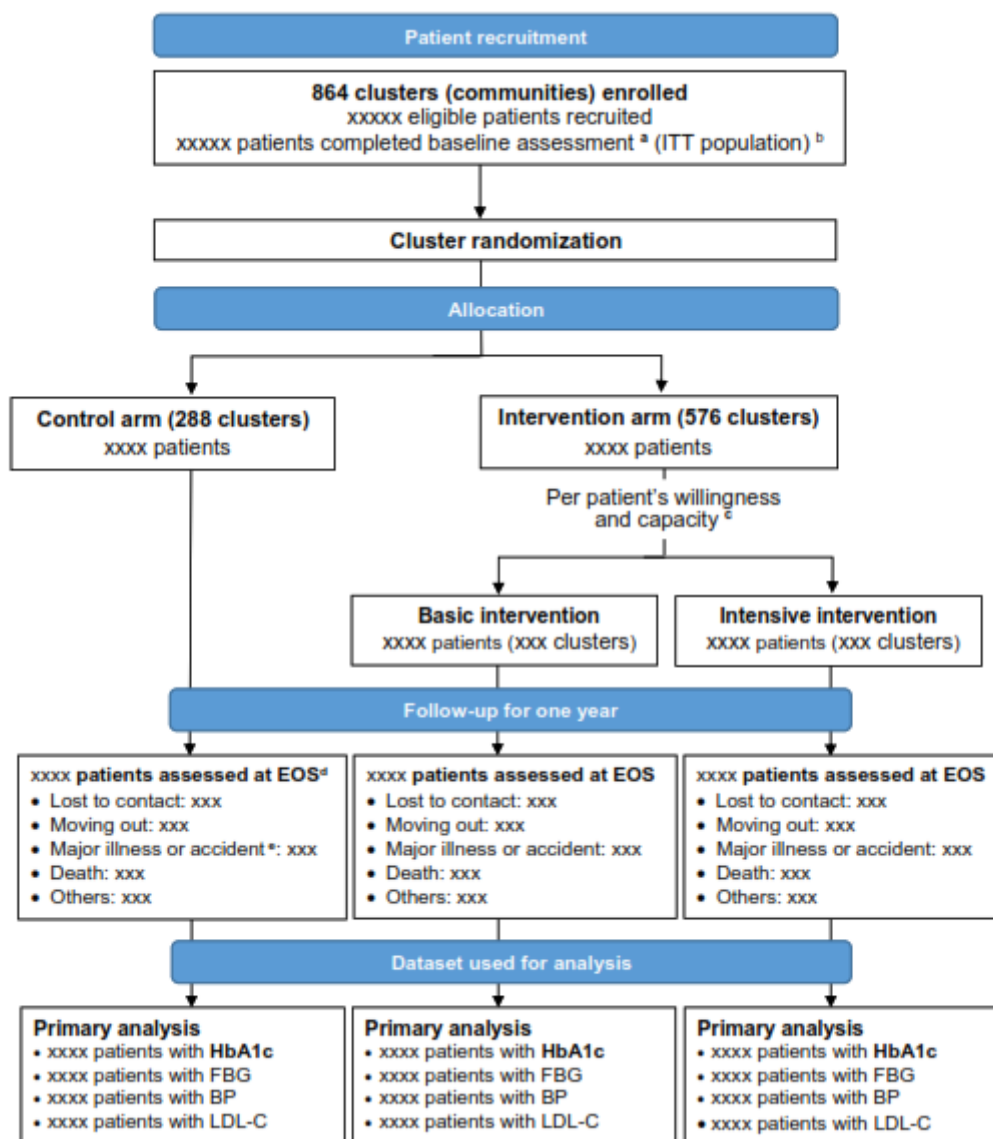 Patient recruitment
864 clusters (communities) enrolled
xxxxx eligible patients recruited
xxxxx patients completed baseline assessment ᵃ (ITT population) ᵇ
Cluster randomization
Allocation
Control arm (288 clusters)
xxxx patients
Intervention arm (576 clusters)
xxxx patients
Per patient's willingness
and capacity ᶜ
Basic intervention
xxxx patients (xxx clusters)
Intensive intervention
xxxx patients (xxx clusters)
Follow-up for one year
xxxx patients assessed at EOSᵈ
• Lost to contact: xxx
• Moving out: xxx
• Major illness or accident ᵉ: xxx
• Death: xxx
• Others: xxx
xxxx patients assessed at EOS
• Lost to contact: xxx
• Moving out: xxx
• Major illness or accident: xxx
• Death: xxx
• Others: xxx
xxxx patients assessed at EOS
• Lost to contact: xxx
• Moving out: xxx
• Major illness or accident: xxx
• Death: xxx
• Others: xxx
Dataset used for analysis
Primary analysis
• xxxx patients with HbA1c
• xxxx patients with FBG
• xxxx patients with BP
• xxxx patients with LDL-C
Primary analysis
• xxxx patients with HbA1c
• xxxx patients with FBG
• xxxx patients with BP
• xxxx patients with LDL-C
Primary analysis
• xxxx patients with HbA1c
• xxxx patients with FBG
• xxxx patients with BP
• xxxx patients with LDL-C